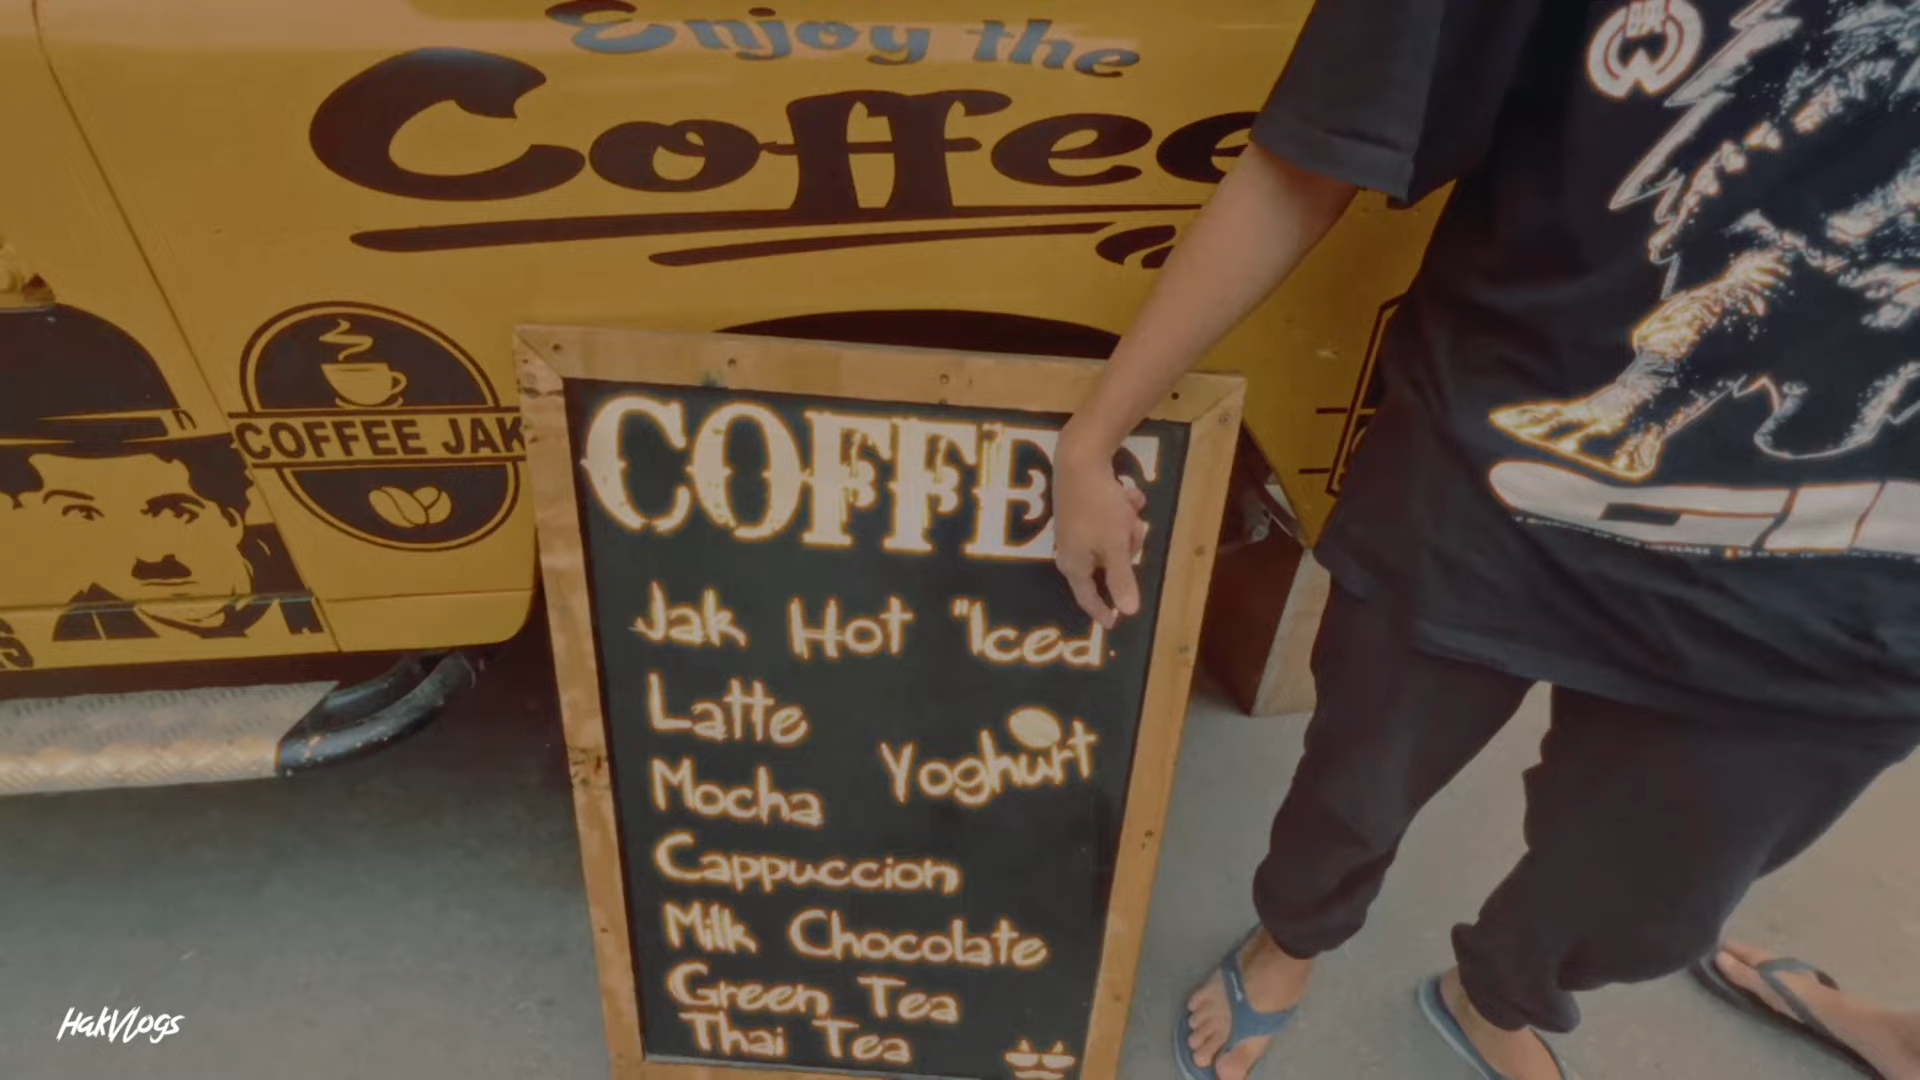 Enjoy the
Coffee
COFFEE JAK
COFFEE
Jak Hot "Iced.
Latte
Yoghurt
Mocha
Cappuccion
Milk Chocolate
Green Tea
Thai Tea
HakVlogs